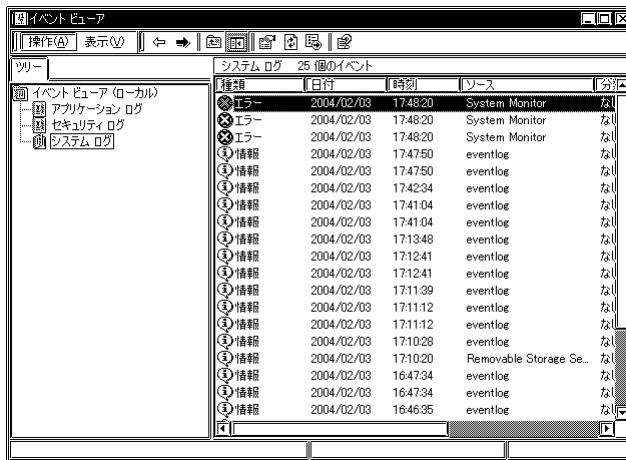 イベント ビューア
操作(A) 表示(V)
ツリー
イベント ビューア (ローカル)
アプリケーション ログ
セキュリティ ログ
システム ログ
システム ログ 25 個のイベント
種類 日付 時刻 ソース 分
エラー 2004/02/03 17:48:20 System Monitor なし
エラー 2004/02/03 17:48:20 System Monitor なし
エラー 2004/02/03 17:48:20 System Monitor なし
情報 2004/02/03 17:47:50 eventlog なし
情報 2004/02/03 17:47:50 eventlog なし
情報 2004/02/03 17:42:34 eventlog なし
情報 2004/02/03 17:41:04 eventlog なし
情報 2004/02/03 17:41:04 eventlog なし
情報 2004/02/03 17:13:48 eventlog なし
情報 2004/02/03 17:12:41 eventlog なし
情報 2004/02/03 17:12:41 eventlog なし
情報 2004/02/03 17:11:39 eventlog なし
情報 2004/02/03 17:11:12 eventlog なし
情報 2004/02/03 17:11:12 eventlog なし
情報 2004/02/03 17:10:28 eventlog なし
情報 2004/02/03 17:10:20 Removable Storage Se... なし
情報 2004/02/03 16:47:34 eventlog なし
情報 2004/02/03 16:47:34 eventlog なし
情報 2004/02/03 16:46:35 eventlog なし